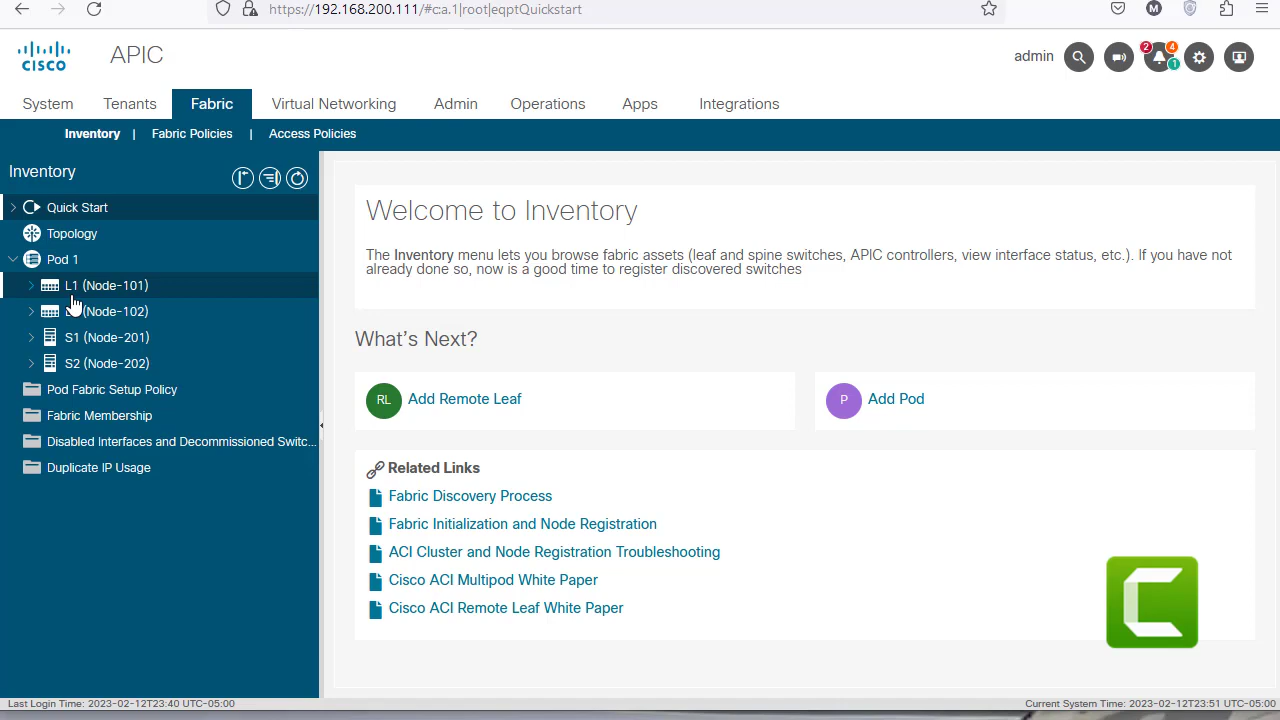 https://192.168.200.111/#c:a.1|root|eqptQuickstart
M
CISCO
APIC
admin
2
4
1
System
Tenants
Fabric
Virtual Networking
Admin
Operations
Apps
Integrations
Inventory | Fabric Policies | Access Policies
Inventory
Quick Start
Topology
Pod 1
L1 (Node-101)
(Node-102)
S1 (Node-201)
S2 (Node-202)
Pod Fabric Setup Policy
Fabric Membership
Disabled Interfaces and Decommissioned Switc...
Duplicate IP Usage
Welcome to Inventory
The Inventory menu lets you browse fabric assets (leaf and spine switches, APIC controllers, view interface status, etc.). If you have not
already done so, now is a good time to register discovered switches
What's Next?
RL
Add Remote Leaf
P
Add Pod
Related Links
Fabric Discovery Process
Fabric Initialization and Node Registration
ACI Cluster and Node Registration Troubleshooting
Cisco ACI Multipod White Paper
Cisco ACI Remote Leaf White Paper
Last Login Time: 2023-02-12T23:40 UTC-05:00
Current System Time: 2023-02-12T23:51 UTC-05:00